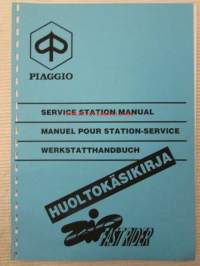 PIAGGIO
SERVICE STATION MANUAL
MANUEL POUR STATION-SERVICE
WERKSTATTHANDBUCH
HUOLTOKÄSIKIRJA
ZIP
FAST RIDER